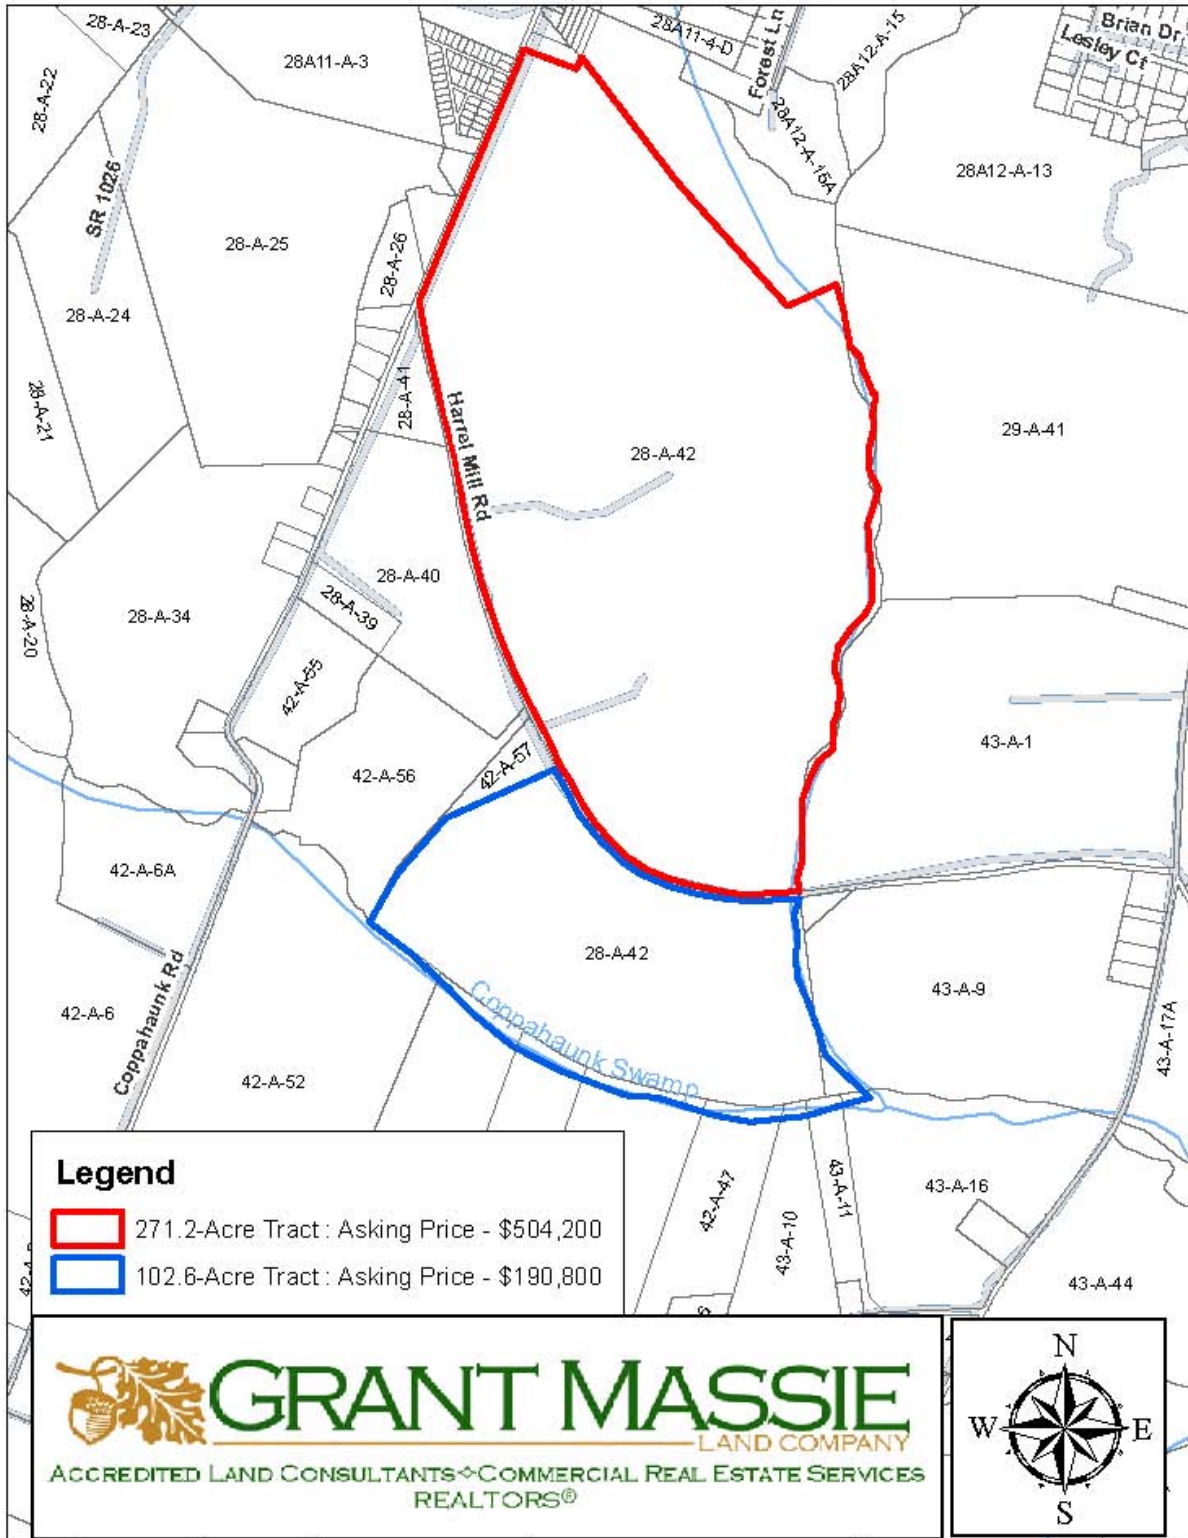 28-A-23
28A11-A-3
28A11-4-D
Forest Ln
28A12-A-15
Brian Dr
Lesley Ct
28-A-22
28A12-A-15A
28A12-A-13
SR 1026
28-A-25
28-A-26
28-A-24
28-A-21
28-A-41
Harrel Mill Rd
28-A-42
29-A-41
28-A-40
28-A-39
28-A-34
28-A-20
42-A-55
42-A-57
42-A-56
43-A-1
42-A-6A
28-A-42
43-A-9
Coppahaunk Swamp
42-A-6
Coppahaunk Rd
42-A-52
43-A-17A
42-A-47
43-A-10
43-A-11
43-A-16
43-A-44
Legend
271.2-Acre Tract : Asking Price - $504,200
102.6-Acre Tract : Asking Price - $190,800
GRANT MASSIE
LAND COMPANY
ACCREDITED LAND CONSULTANTS⋄COMMERCIAL REAL ESTATE SERVICES
REALTORS®
N
W E
S